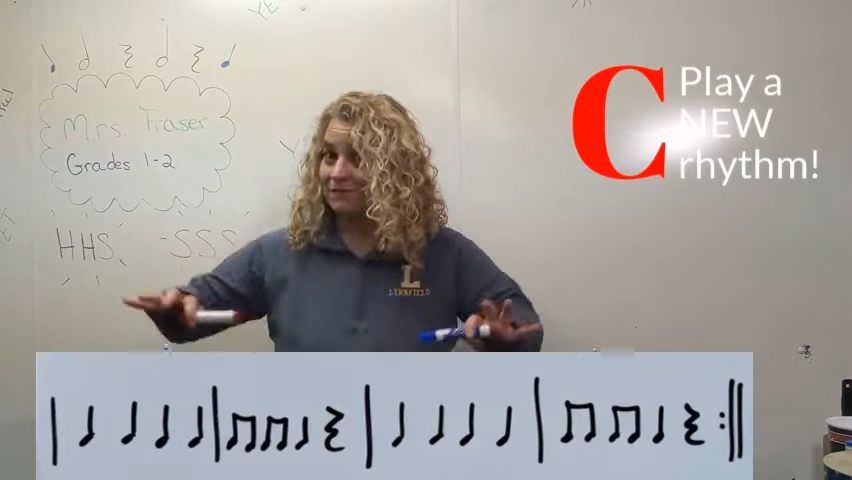 Mrs. Fraser
Grades 1-2
HHS -SSS
L
LYNNFIELD
C Play a
NEW
rhythm!